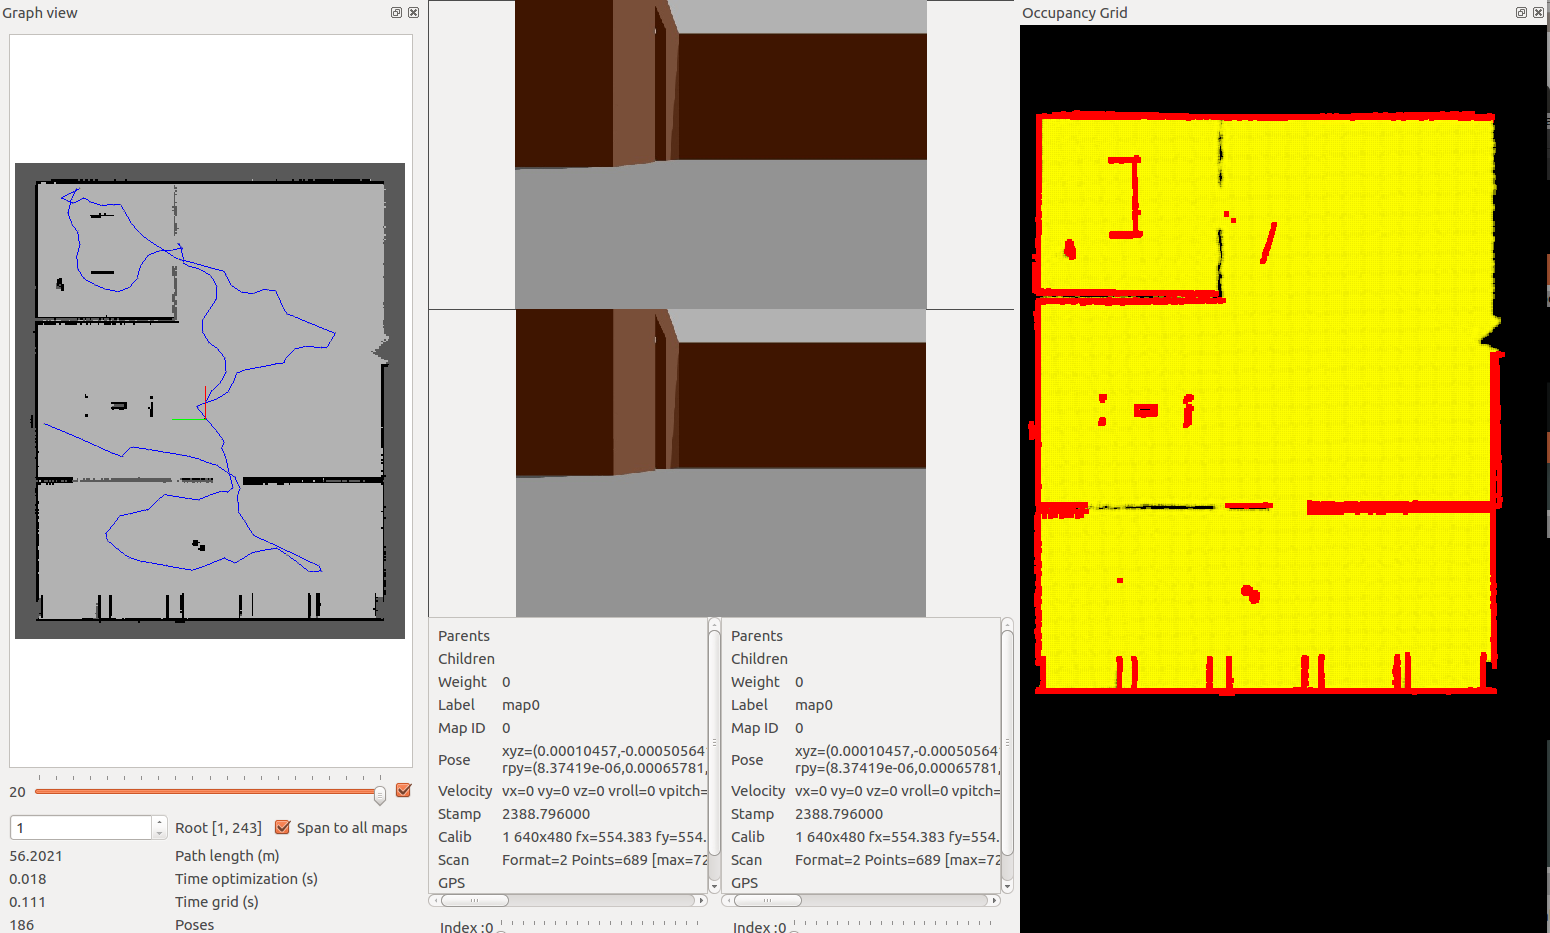 Graph view
20
1
Root [1, 243]
Span to all maps
56.2021 Path length (m)
0.018 Time optimization (s)
0.111 Time grid (s)
186 Poses
Parents
Children
Weight 0
Label map0
Map ID 0
Pose xyz=(0.00010457,-0.00050564
rpy=(8.37419e-06,0.00065781,
Velocity vx=0 vy=0 vz=0 vroll=0 vpitch=
Stamp 2388.796000
Calib 1 640x480 fx=554.383 fy=554.
Scan Format=2 Points=689 [max=72
GPS
Index :0
Parents
Children
Weight 0
Label map0
Map ID 0
Pose xyz=(0.00010457,-0.00050564
rpy=(8.37419e-06,0.00065781,
Velocity vx=0 vy=0 vz=0 vroll=0 vpitch=
Stamp 2388.796000
Calib 1 640x480 fx=554.383 fy=554.
Scan Format=2 Points=689 [max=72
GPS
Index :0
Occupancy Grid